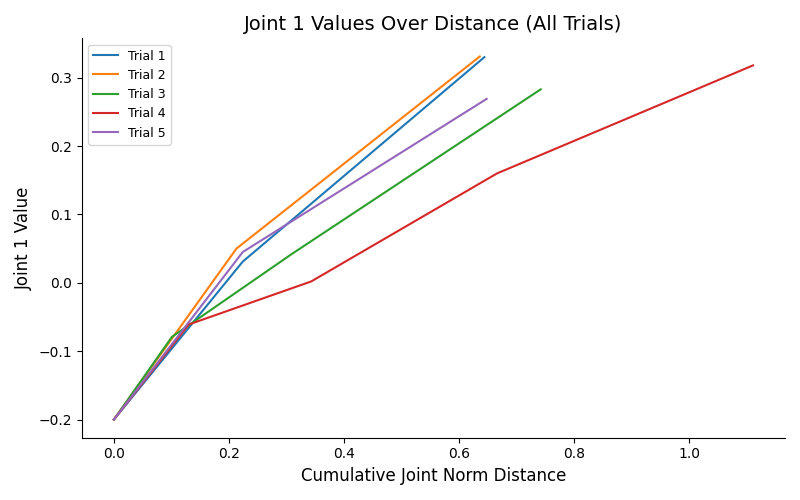 Joint 1 Values Over Distance (All Trials)
Trial 1
Trial 2
Trial 3
Trial 4
Trial 5
Joint 1 Value
0.3
0.2
0.1
0.0
−0.1
−0.2
0.0 0.2 0.4 0.6 0.8 1.0
Cumulative Joint Norm Distance